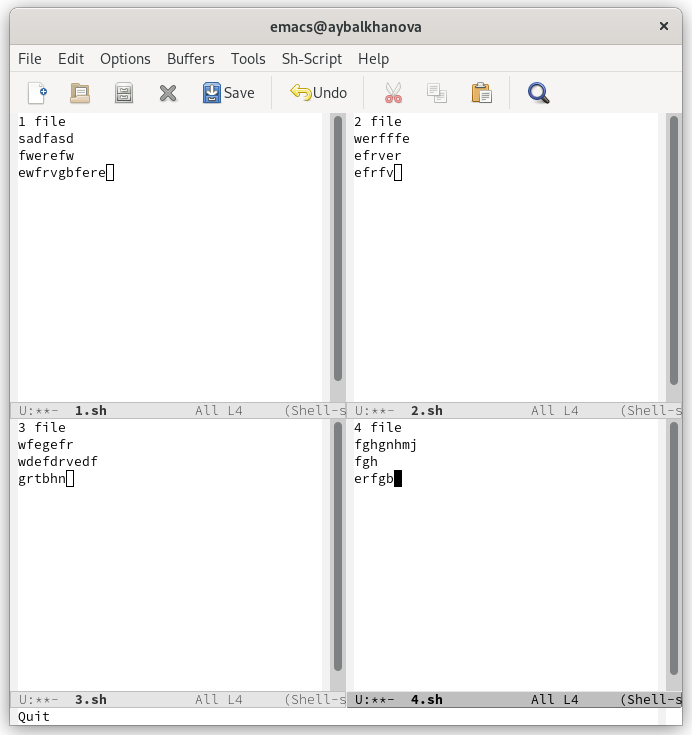 emacs@aybalkhanova ×
File Edit Options Buffers Tools Sh-Script Help
Save Undo
1 file
sadfasd
fwerefw
ewfrvgbfere
U:**- 1.sh All L4 (Shell-s
2 file
werfffe
efrver
efrfv
U:**- 2.sh All L4 (Shell-s
3 file
wfegefr
wdefdrvedf
grtbhn
U:**- 3.sh All L4 (Shell-s
4 file
fghgnhmj
fgh
erfgb
U:**- 4.sh All L4 (Shell-s
Quit